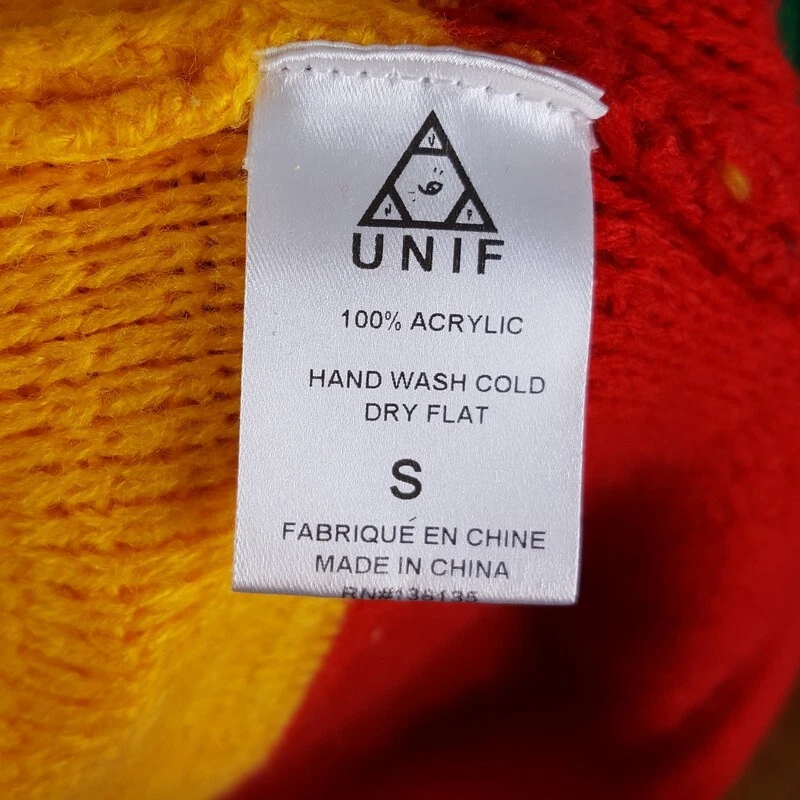 UNIF
100% ACRYLIC
HAND WASH COLD
DRY FLAT
S
FABRIQUÉ EN CHINE
MADE IN CHINA